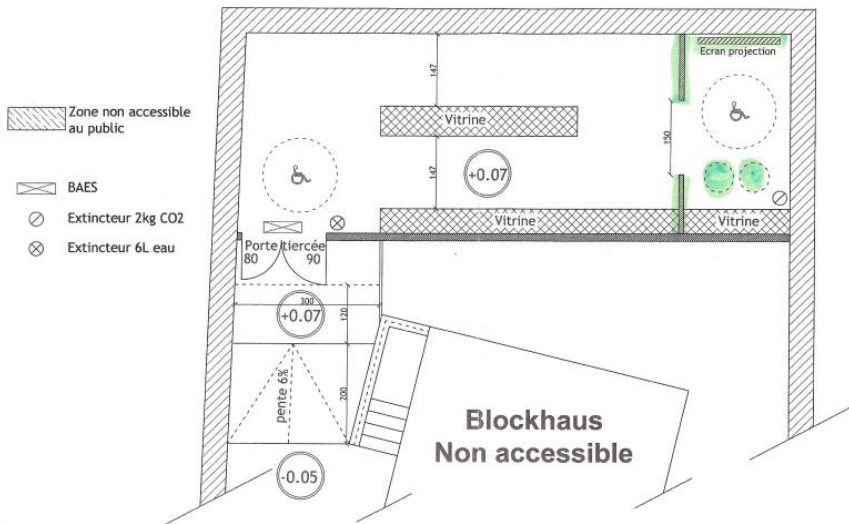 Zone non accessible
au public
BAES
Extincteur 2kg CO2
Extincteur 6L eau
Ecran projection
147
Vitrine
150
147
+0.07
Vitrine
Vitrine
Porte tiercée
80
90
300
+0.07
120
pente 6%
200
-0.05
Blockhaus
Non accessible